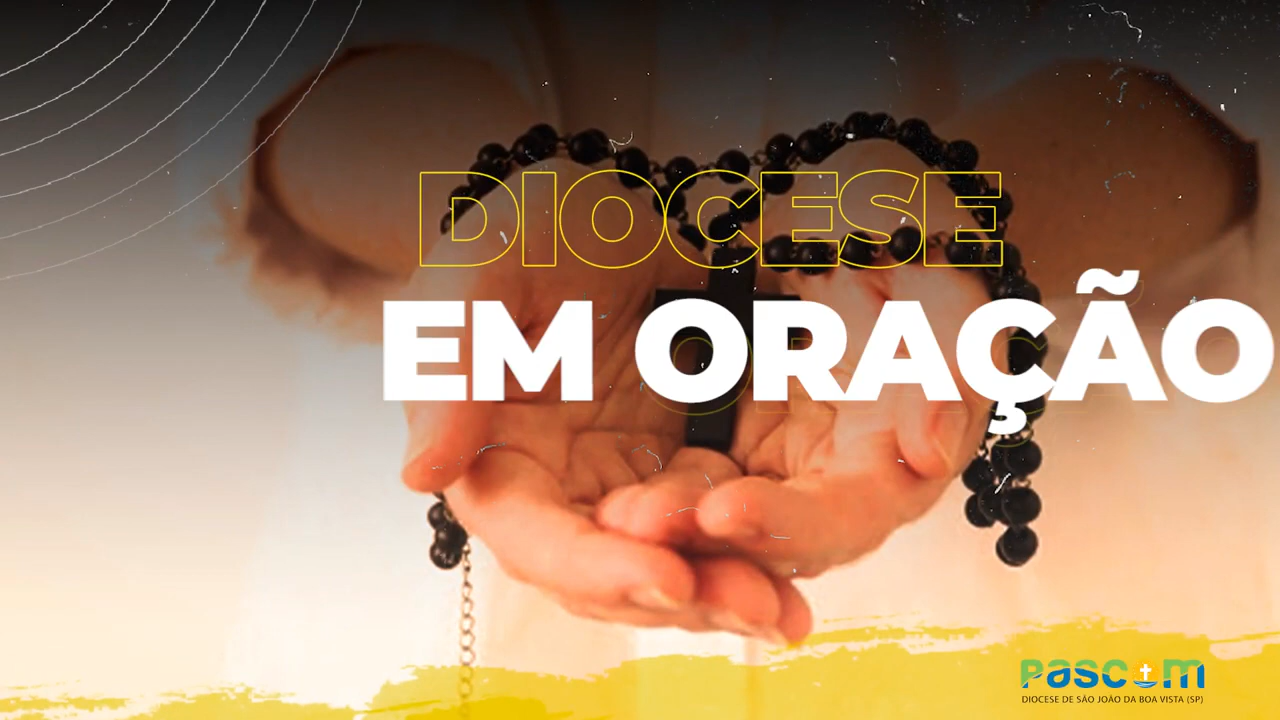 DIOCESE
EM ORAÇÃO
Pascom
DIOCESE DE SÃO JOÃO DA BOA VISTA (SP)